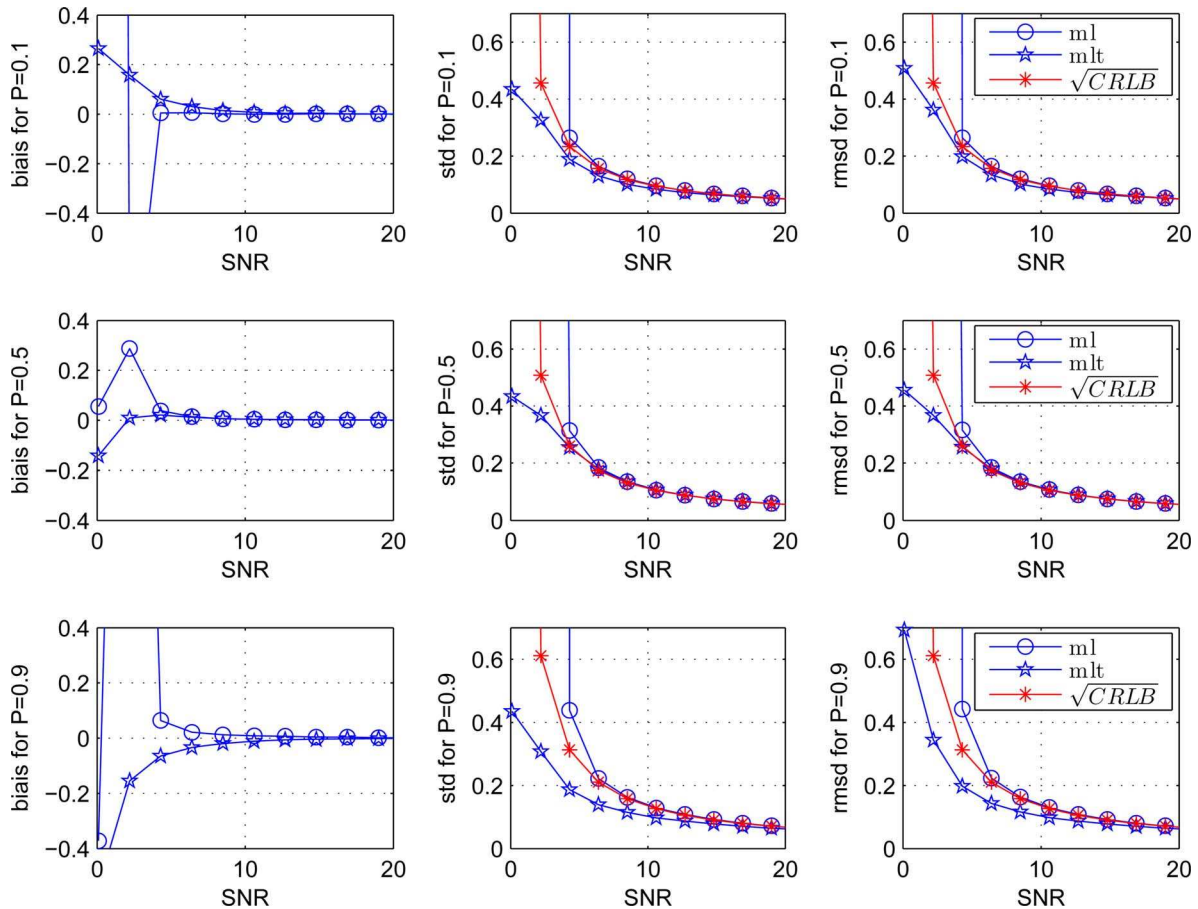 biais for P=0.1
0.4
0.2
0
−0.2
−0.4
0
10
20
SNR
std for P=0.1
0.6
0.4
0.2
0
0
10
20
SNR
rmsd for P=0.1
0.6
0.4
0.2
0
0
10
20
SNR
ml
mlt
√CRLB
biais for P=0.5
0.4
0.2
0
−0.2
−0.4
0
10
20
SNR
std for P=0.5
0.6
0.4
0.2
0
0
10
20
SNR
rmsd for P=0.5
0.6
0.4
0.2
0
0
10
20
SNR
ml
mlt
√CRLB
biais for P=0.9
0.4
0.2
0
−0.2
−0.4
0
10
20
SNR
std for P=0.9
0.6
0.4
0.2
0
0
10
20
SNR
rmsd for P=0.9
0.6
0.4
0.2
0
0
10
20
SNR
ml
mlt
√CRLB